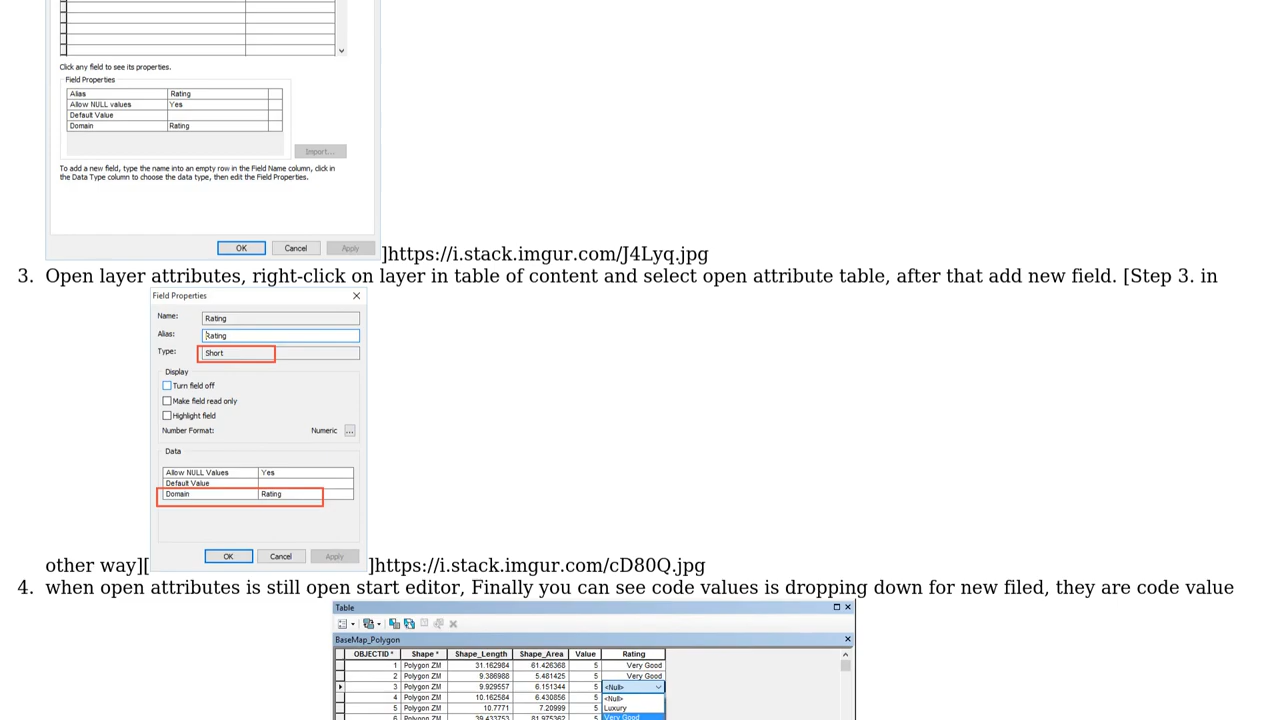 Click any field to see its properties.
Field Properties
Alias Rating
Allow NULL values Yes
Default Value
Domain Rating
Import...
To add a new field, type the name into an empty row in the Field Name column, click in
the Data Type column to choose the data type, then edit the Field Properties.
OK Cancel Apply
]https://i.stack.imgur.com/J4Lyq.jpg
3. Open layer attributes, right-click on layer in table of content and select open attribute table, after that add new field. [Step 3. in
Field Properties
Name: Rating
Alias: Rating
Type: Short
Display
Turn field off
Make field read only
Highlight field
Number Format: Numeric ...
Data
Allow NULL Values Yes
Default Value
Domain Rating
OK Cancel Apply
other way][ ]https://i.stack.imgur.com/cD80Q.jpg
4. when open attributes is still open start editor, Finally you can see code values is dropping down for new filed, they are code value
Table
BaseMap_Polygon
OBJECTID * Shape * Shape_Length Shape_Area Value Rating
1 Polygon ZM 31.162984 61.426368 5 Very Good
2 Polygon ZM 9.386988 5.481425 5 Very Good
3 Polygon ZM 9.929557 6.151344 5 <Null>
4 Polygon ZM 10.162584 6.430856 5 <Null>
5 Polygon ZM 10.7771 7.20999 5 Luxury
6 Polygon ZM 39.433753 81.975362 5 Very Good